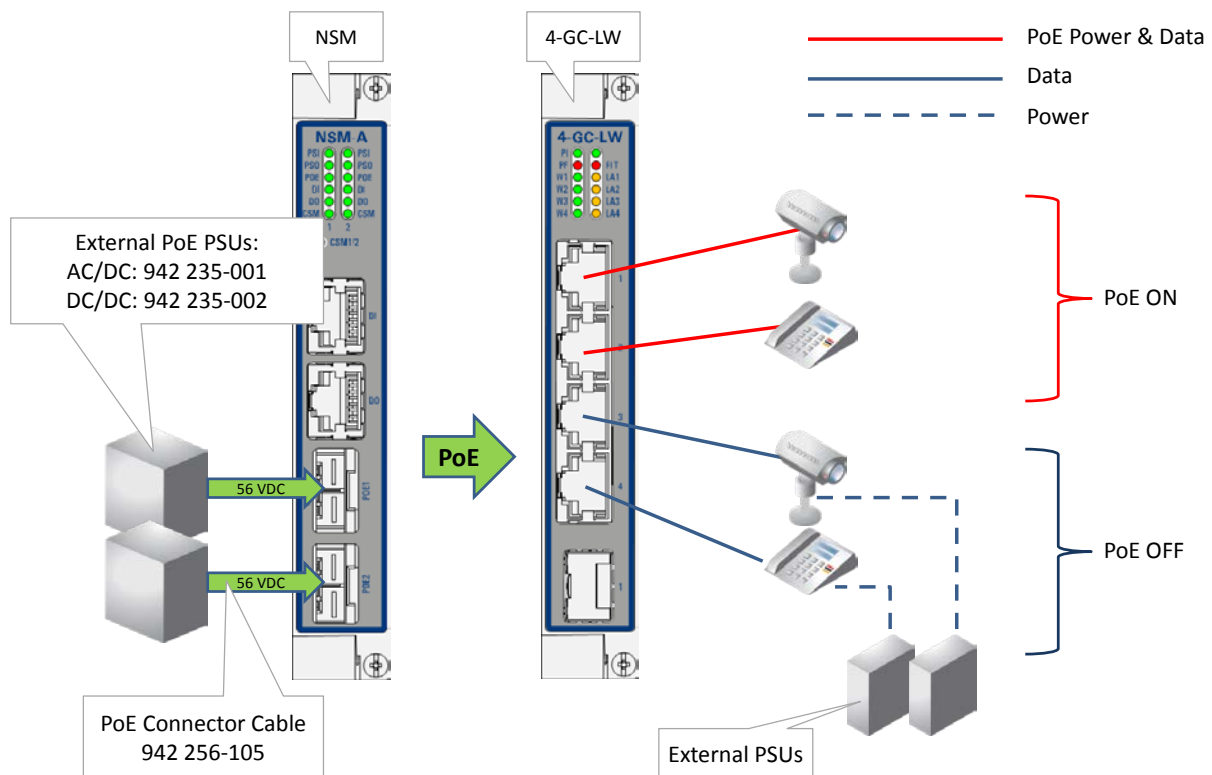 NSM
4-GC-LW
PoE Power & Data
Data
Power
External PoE PSUs:
AC/DC: 942 235-001
DC/DC: 942 235-002
NSM-A
PSI PSI
PSO PSO
POE POE
DI DI
DO DO
CSM CSM
1 2
CSM1/2
DI
DO
56 VDC
POE1
56 VDC
POE2
PoE Connector Cable
942 256-105
PoE
4-GC-LW
PI
PF FLT
W1 LA1
W2 LA2
W3 LA3
W4 LA4
1
2
3
4
1
PoE ON
PoE OFF
External PSUs